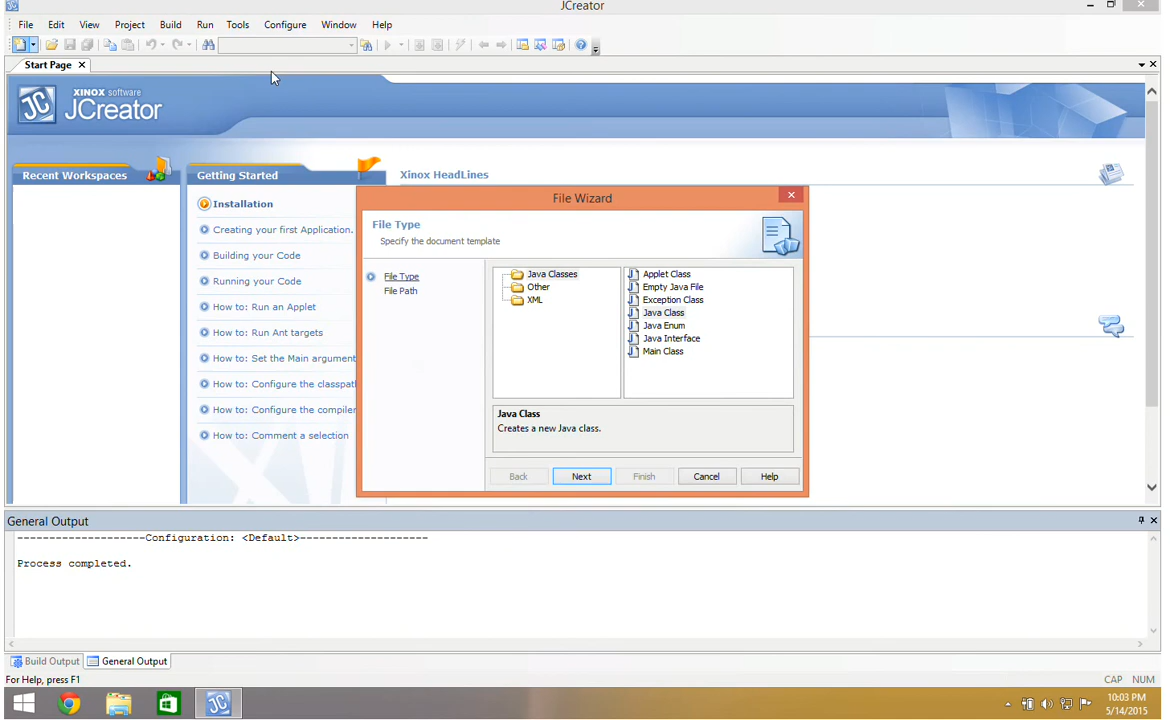 JCreator
File Edit View Project Build Run Tools Configure Window Help
Start Page
XINOX software
JCreator
Recent Workspaces
Getting Started
Xinox HeadLines
Installation
Creating your first Application.
Building your Code
Running your Code
How to: Run an Applet
How to: Run Ant targets
How to: Set the Main argument
How to: Configure the classpat
How to: Configure the compiler
How to: Comment a selection
File Wizard
File Type
Specify the document template
File Type
File Path
Java Classes
Other
XML
Applet Class
Empty Java File
Exception Class
Java Class
Java Enum
Java Interface
Main Class
Java Class
Creates a new Java class.
Back Next Finish Cancel Help
General Output
--------------------Configuration: <Default>--------------------
Process completed.
Build Output General Output
For Help, press F1
CAP NUM
10:03 PM
5/14/2015